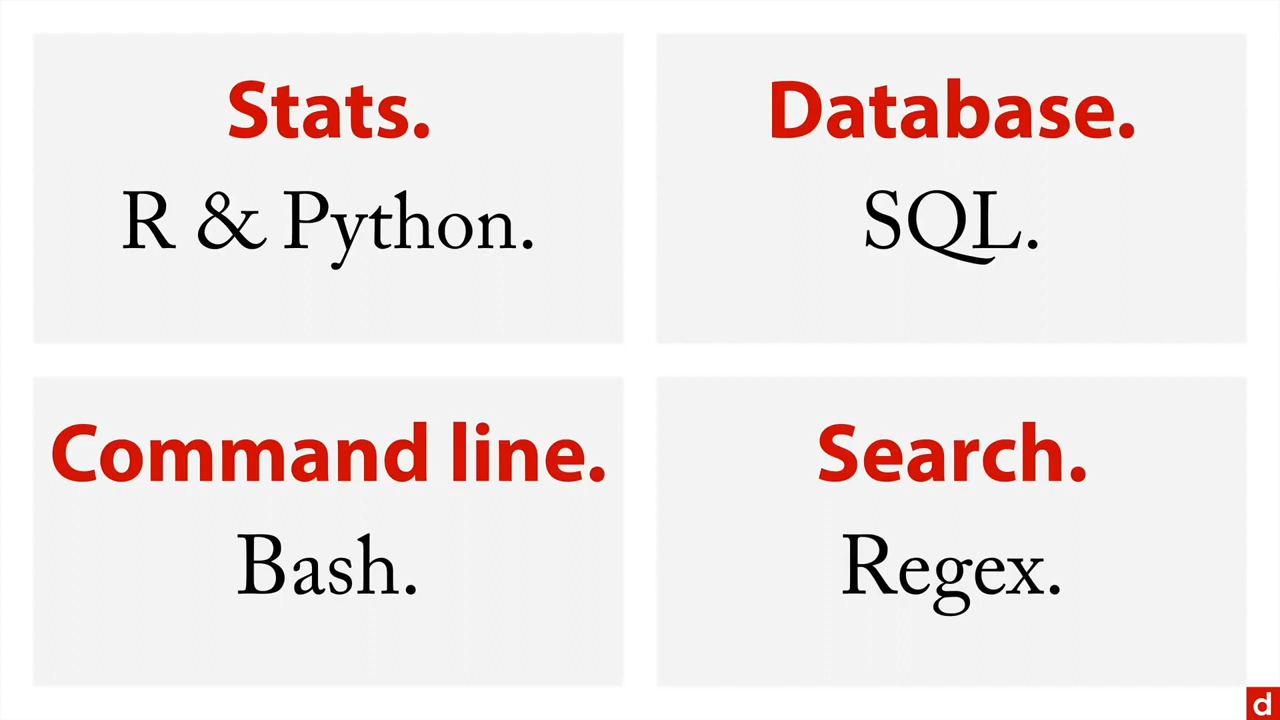 Stats.
R & Python.
Database.
SQL.
Command line.
Bash.
Search.
Regex.
d